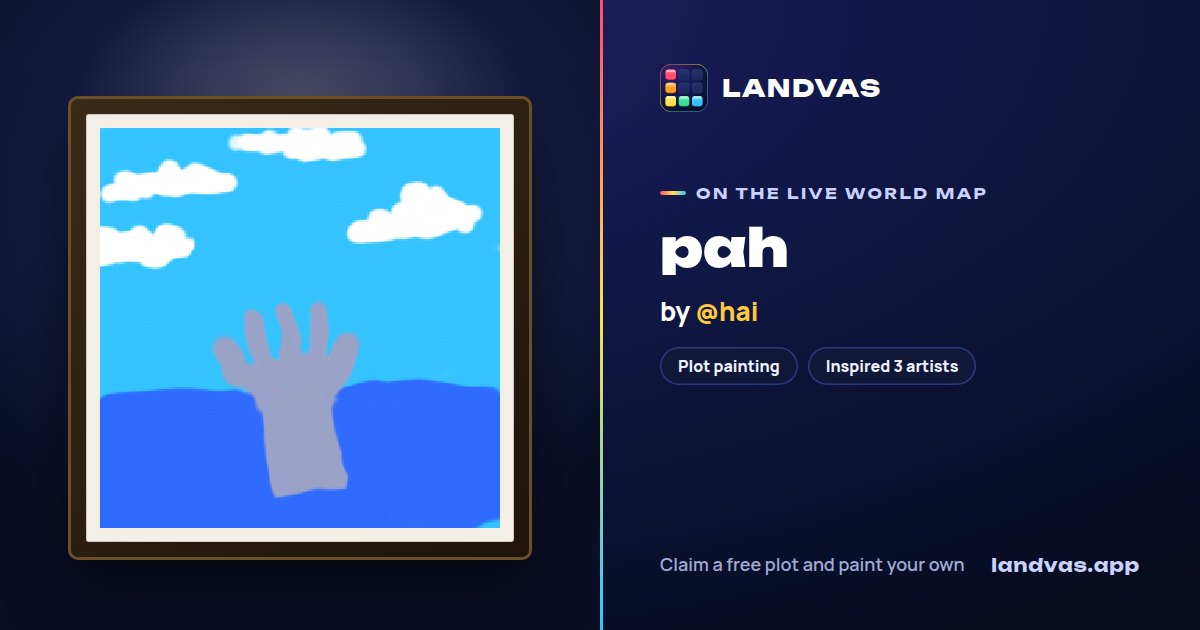 LANDVAS
ON THE LIVE WORLD MAP
pah
by @hai
Plot painting
Inspired 3 artists
Claim a free plot and paint your own
landvas.app